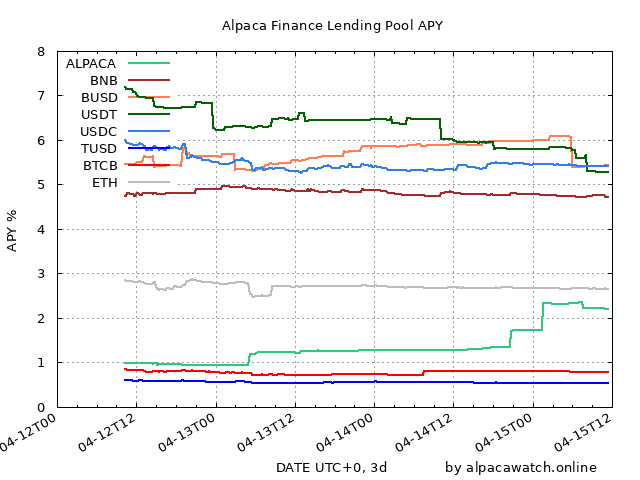 Alpaca Finance Lending Pool APY
8
7
6
5
4
3
2
1
0
APY %
ALPACA
BNB
BUSD
USDT
USDC
TUSD
BTCB
ETH
04-12T00
04-12T12
04-13T00
04-13T12
04-14T00
04-14T12
04-15T00
04-15T12
DATE UTC+0, 3d
by alpacawatch.online